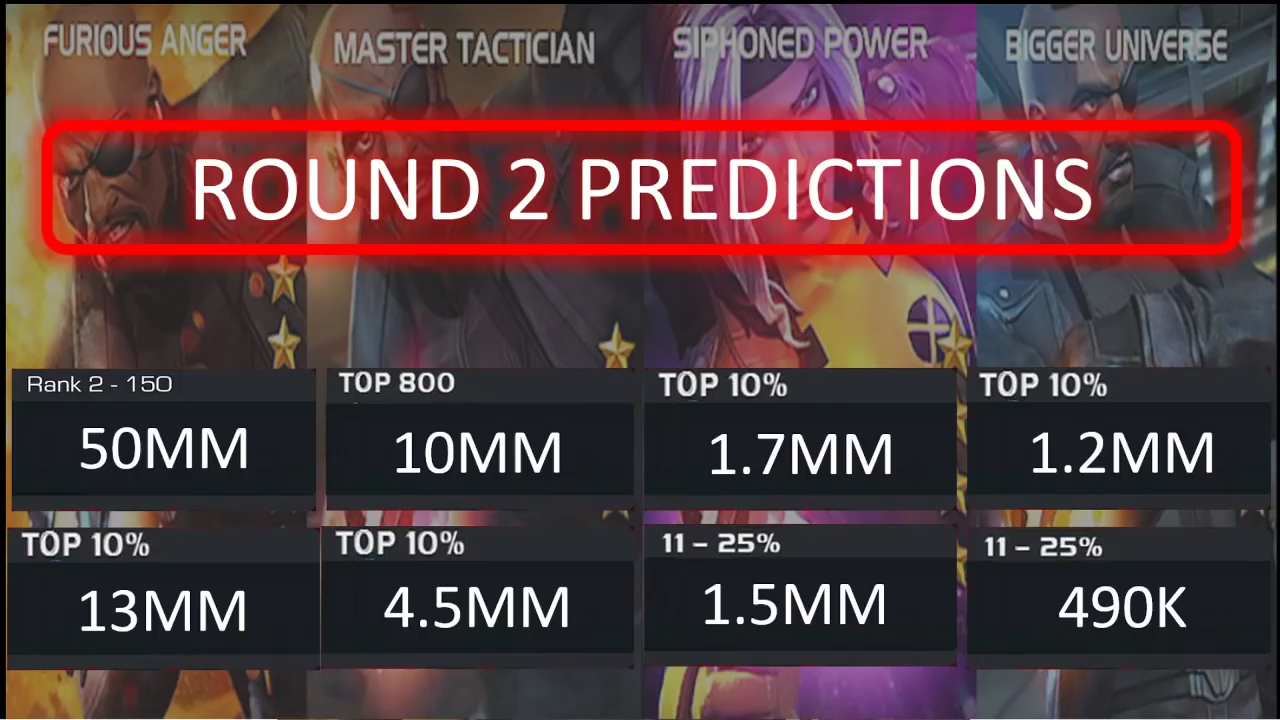 FURIOUS ANGER
MASTER TACTICIAN
SIPHONED POWER
BIGGER UNIVERSE
ROUND 2 PREDICTIONS
Rank 2 - 150
TOP 800
TOP 10%
TOP 10%
50MM
10MM
1.7MM
1.2MM
TOP 10%
TOP 10%
11 – 25%
11 – 25%
13MM
4.5MM
1.5MM
490K